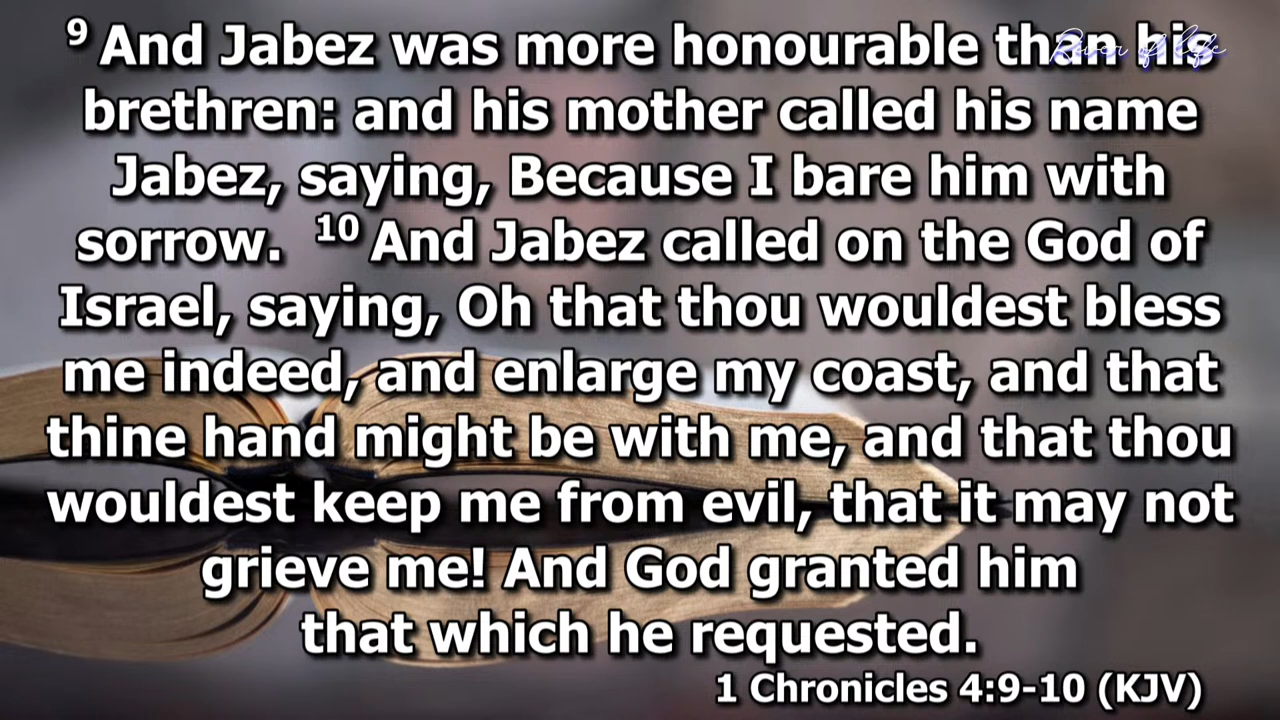 9 And Jabez was more honourable than his
River of life
brethren: and his mother called his name
Jabez, saying, Because I bare him with
sorrow. 10 And Jabez called on the God of
Israel, saying, Oh that thou wouldest bless
me indeed, and enlarge my coast, and that
thine hand might be with me, and that thou
wouldest keep me from evil, that it may not
grieve me! And God granted him
that which he requested.
1 Chronicles 4:9-10 (KJV)